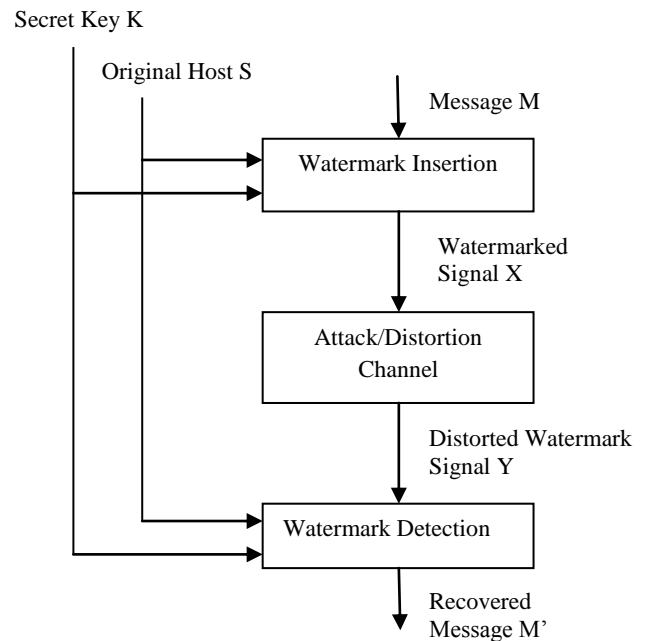 Secret Key K
Original Host S
Message M
Watermark Insertion
Watermarked
Signal X
Attack/Distortion
Channel
Distorted Watermark
Signal Y
Watermark Detection
Recovered
Message M’